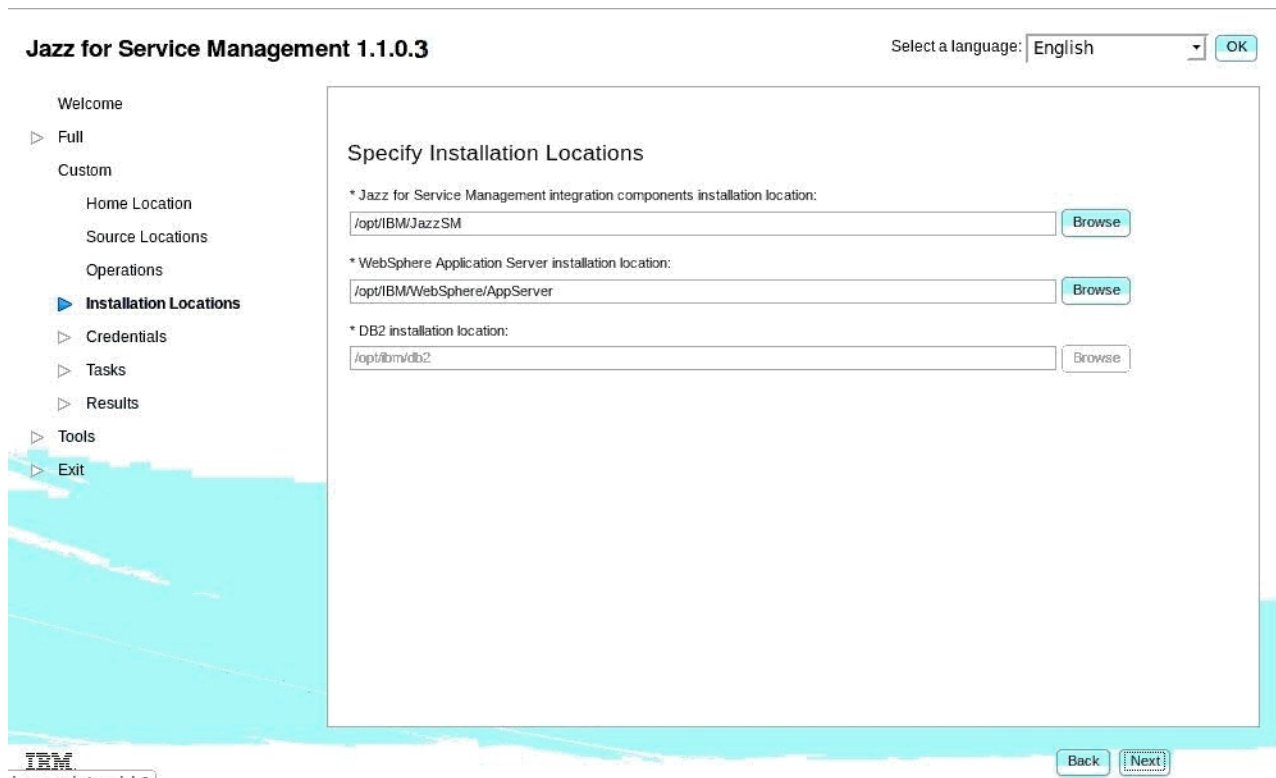 Jazz for Service Management 1.1.0.3
Select a language: English OK
Welcome
Full
Custom
Home Location
Source Locations
Operations
Installation Locations
Credentials
Tasks
Results
Tools
Exit
Specify Installation Locations
* Jazz for Service Management integration components installation location:
/opt/IBM/JazzSM Browse
* WebSphere Application Server installation location:
/opt/IBM/WebSphere/AppServer Browse
* DB2 installation location:
/opt/ibm/db2 Browse
IBM.
Back Next